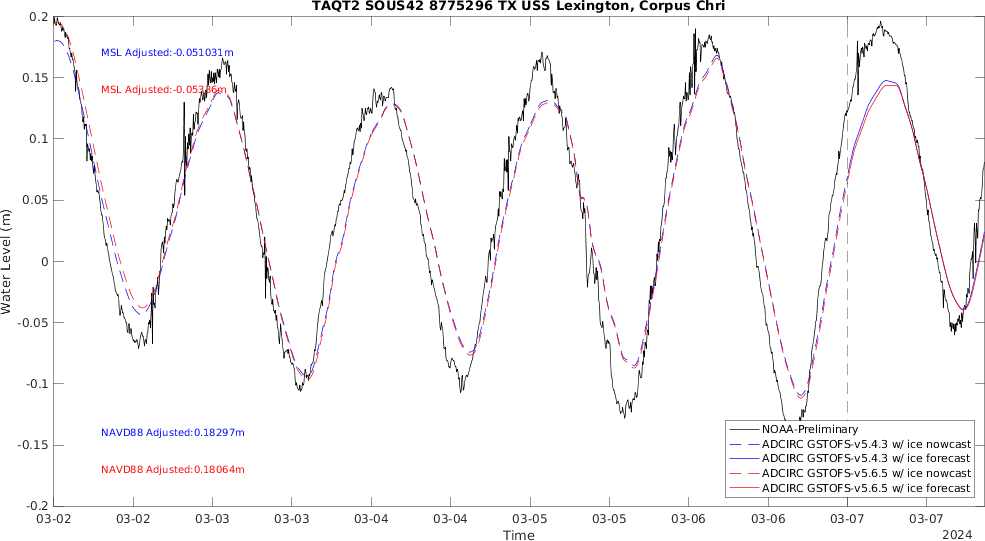 TAQT2 SOUS42 8775296 TX USS Lexington, Corpus Chri
0.2
0.15
0.1
0.05
0
-0.05
-0.1
-0.15
-0.2
Water Level (m)
MSL Adjusted:-0.051031m
MSL Adjusted:-0.05336m
NAVD88 Adjusted:0.18297m
NAVD88 Adjusted:0.18064m
NOAA-Preliminary
ADCIRC GSTOFS-v5.4.3 w/ ice nowcast
ADCIRC GSTOFS-v5.4.3 w/ ice forecast
ADCIRC GSTOFS-v5.6.5 w/ ice nowcast
ADCIRC GSTOFS-v5.6.5 w/ ice forecast
03-02 03-02 03-03 03-03 03-04 03-04 03-05 03-05 03-06 03-06 03-07 03-07
Time
2024